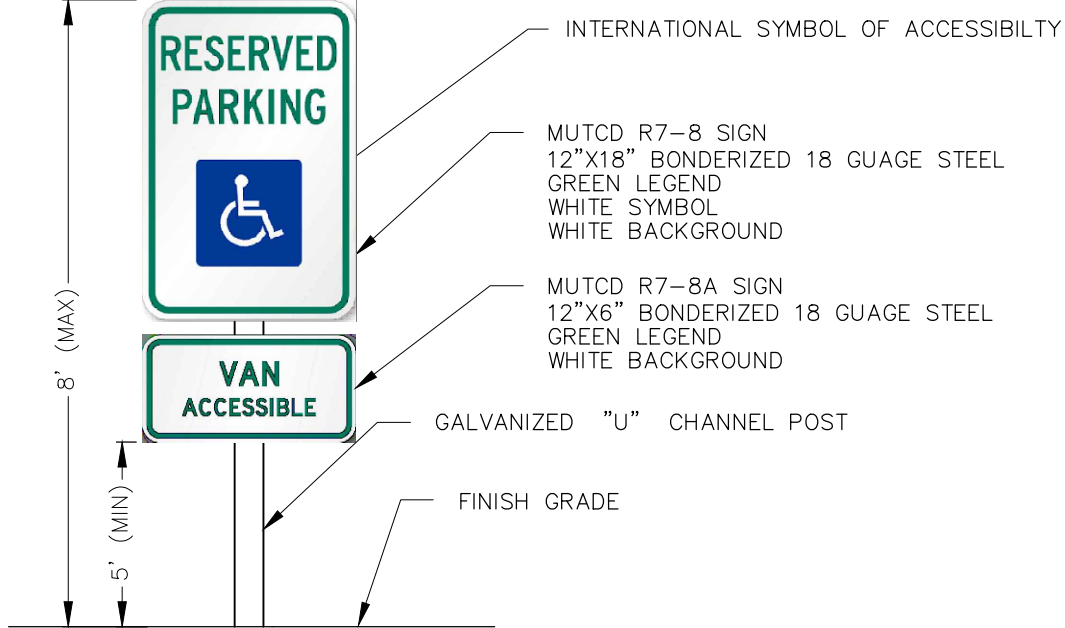 INTERNATIONAL SYMBOL OF ACCESSIBILTY
RESERVED
PARKING
MUTCD R7-8 SIGN
12"X18" BONDERIZED 18 GUAGE STEEL
GREEN LEGEND
WHITE SYMBOL
WHITE BACKGROUND
MUTCD R7-8A SIGN
12"X6" BONDERIZED 18 GUAGE STEEL
GREEN LEGEND
WHITE BACKGROUND
8' (MAX)
VAN
ACCESSIBLE
GALVANIZED "U" CHANNEL POST
FINISH GRADE
5' (MIN)